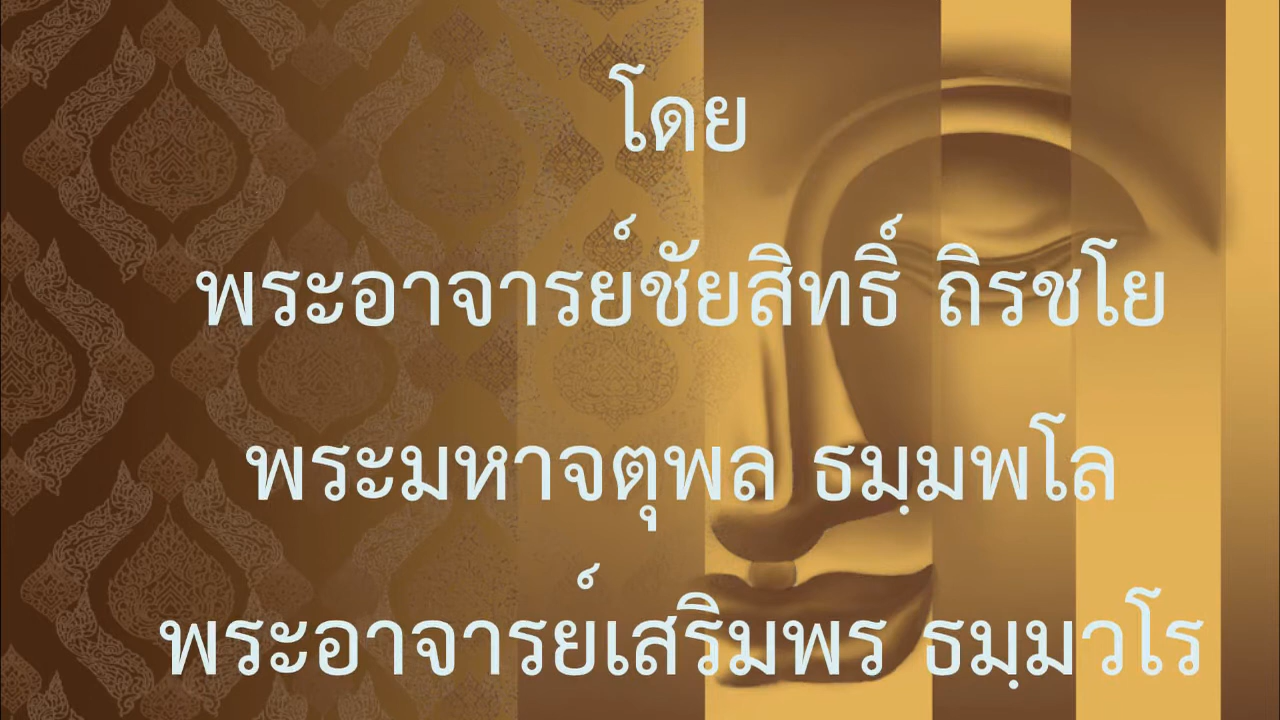 โดย
พระอาจารย์ชัยสิทธิ์ ถิรชโย
พระมหาจตุพล ธมฺมพโล
พระอาจารย์เสริมพร ธมฺมวโร